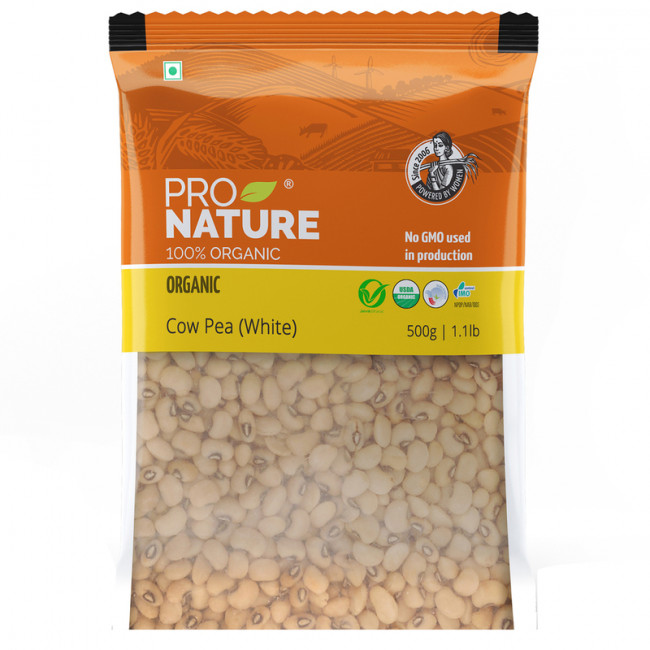 Since 2006
POWERED BY WOMEN
PRO ®
NATURE
100% ORGANIC
No GMO used
in production
ORGANIC
USDA
ORGANIC
IMO
Cow Pea (White)
500g | 1.1lb